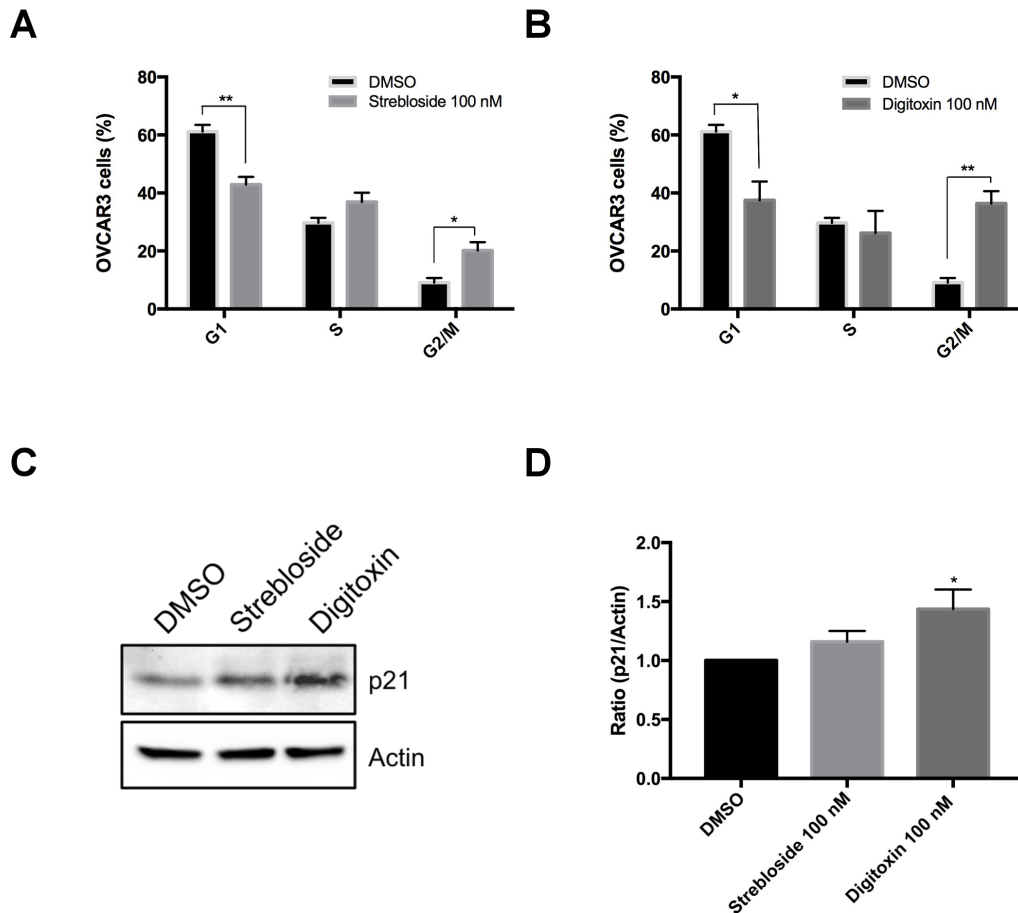 A
80
60
40
20
0
OVCAR3 cells (%)
DMSO
Strebloside 100 nM
**
*
G1
S
G2/M
B
80
60
40
20
0
OVCAR3 cells (%)
DMSO
Digitoxin 100 nM
*
**
G1
S
G2/M
C
DMSO
Strebloside
Digitoxin
p21
Actin
D
2.0
1.5
1.0
0.5
0.0
Ratio (p21/Actin)
*
DMSO
Strebloside 100 nM
Digitoxin 100 nM